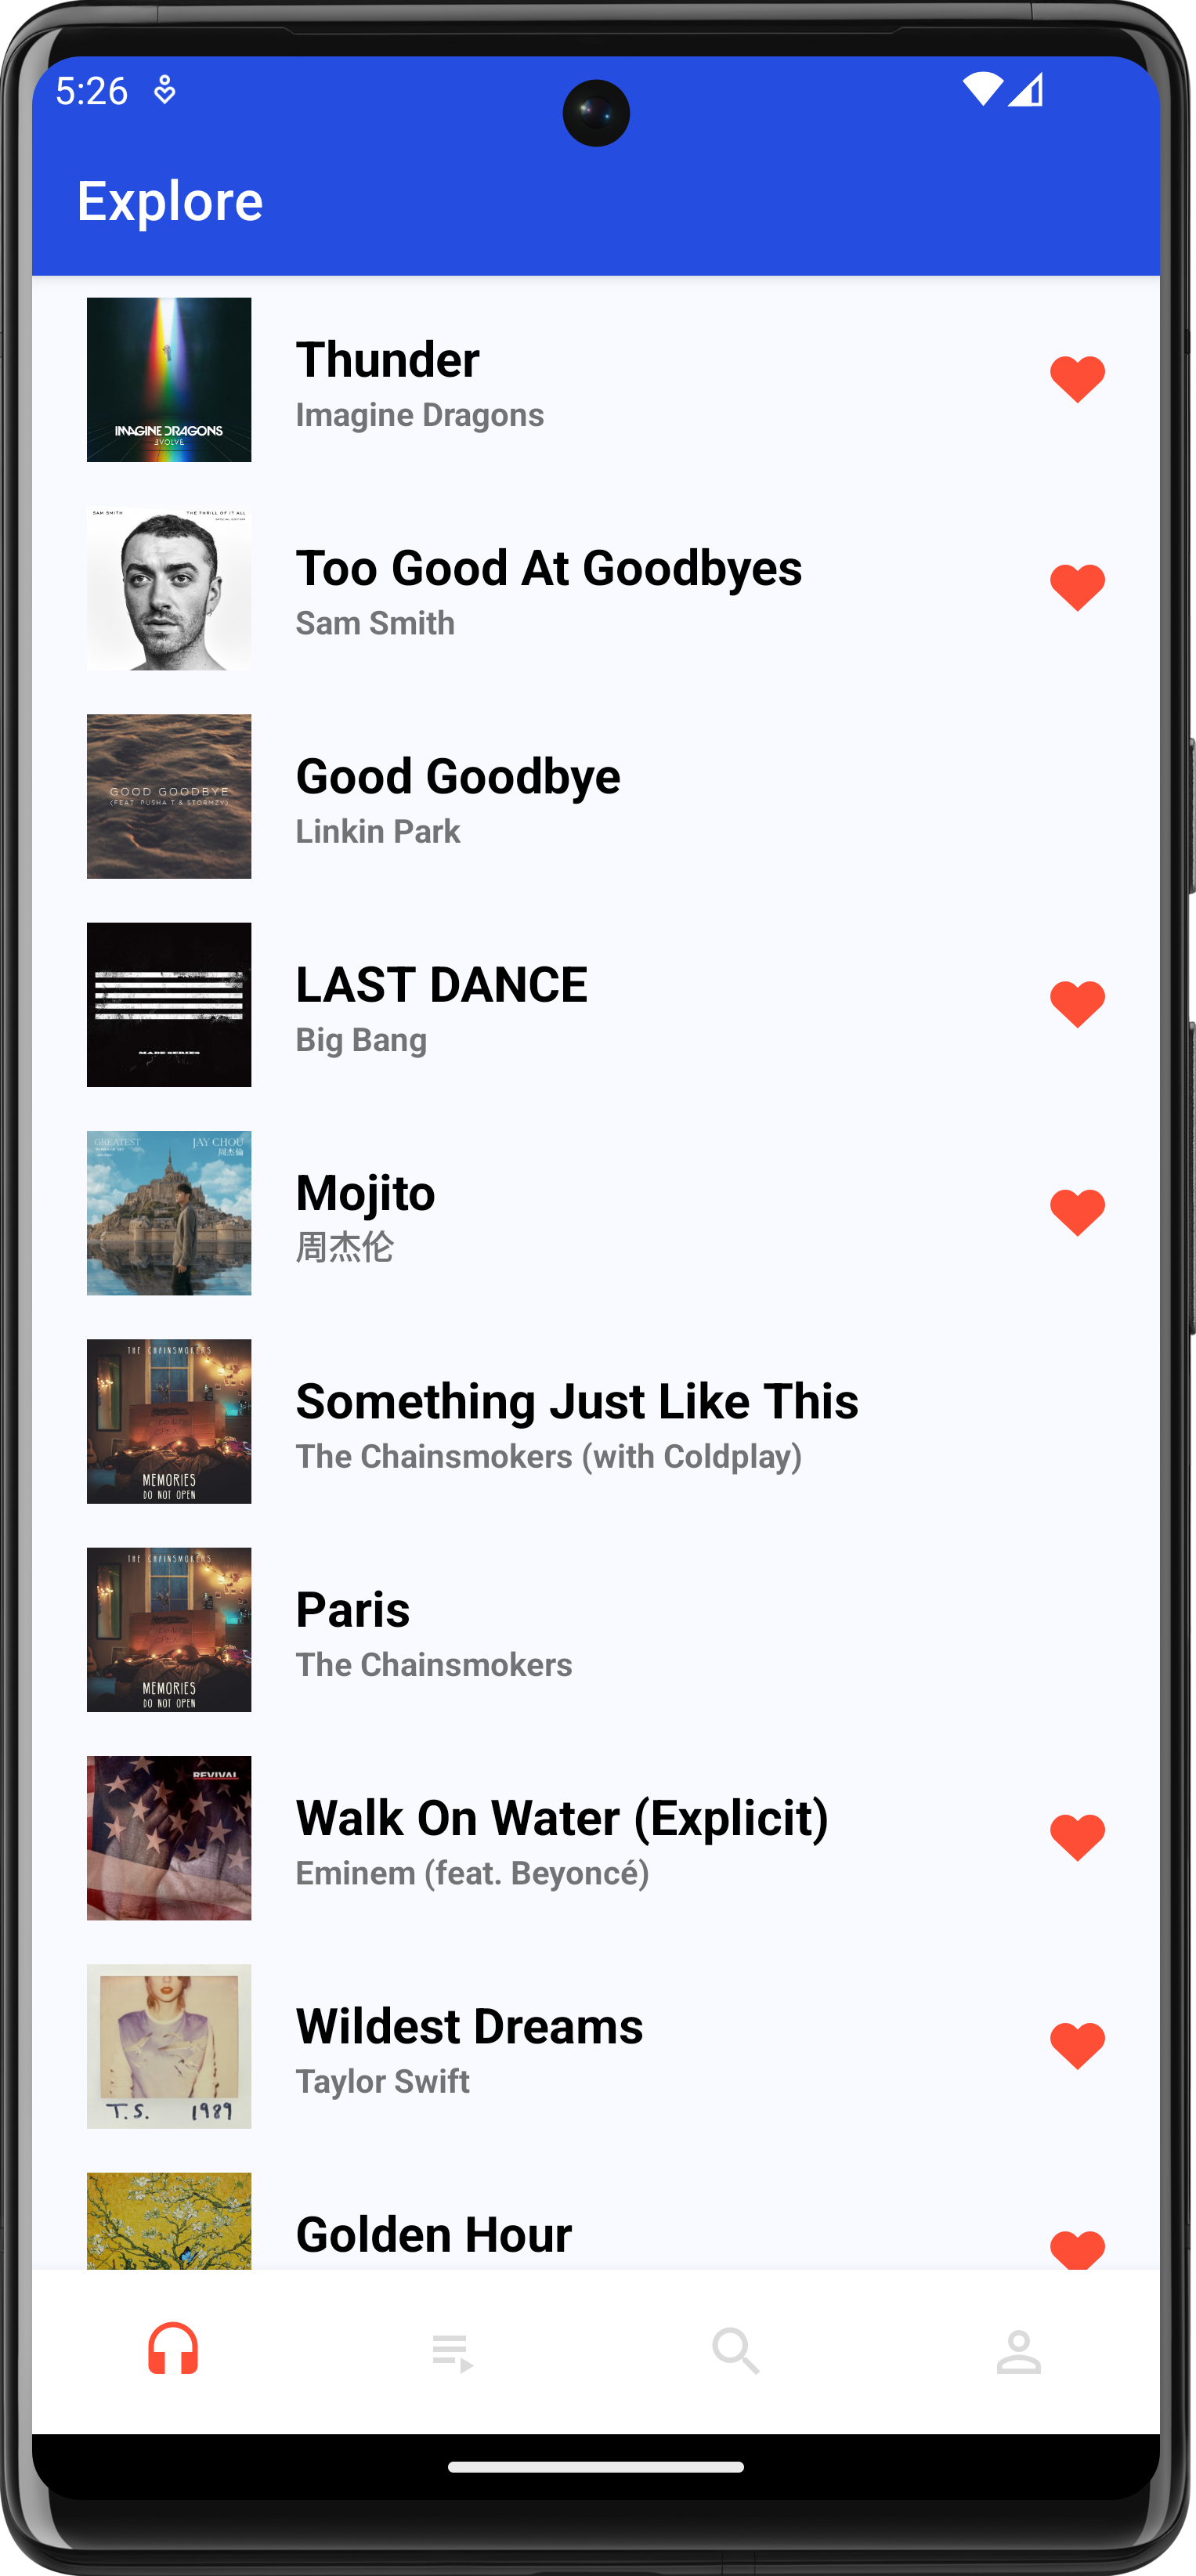 5:26
Explore
IMAGINE DRAGONS
EVOLVE
Thunder
Imagine Dragons
SAM SMITH THE THRILL OF IT ALL
SPECIAL EDITION
Too Good At Goodbyes
Sam Smith
GOOD GOODBYE
(FEAT. PUSHA T & STORMZY)
Good Goodbye
Linkin Park
MADE SERIES
LAST DANCE
Big Bang
GREATEST
JAY CHOU
周杰倫
Mojito
周杰伦
THE CHAINSMOKERS
MEMORIES
DO NOT OPEN
Something Just Like This
The Chainsmokers (with Coldplay)
THE CHAINSMOKERS
MEMORIES
DO NOT OPEN
Paris
The Chainsmokers
REVIVAL
Walk On Water (Explicit)
Eminem (feat. Beyoncé)
T.S. 1989
Wildest Dreams
Taylor Swift
Golden Hour